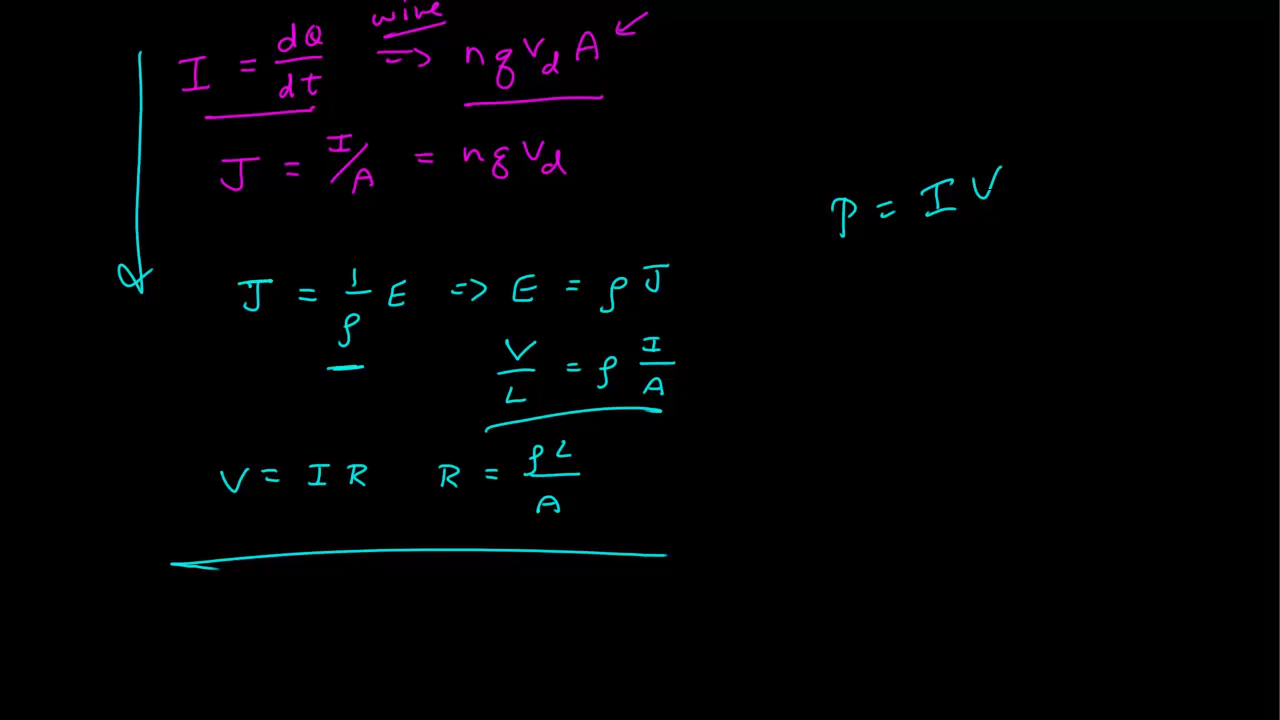 I = dQ/dt wire => nqv_d A
J = I/A = nqv_d
P = IV
J = 1/ρ E => E = ρJ
V/L = ρ I/A
V = IR R = ρL/A